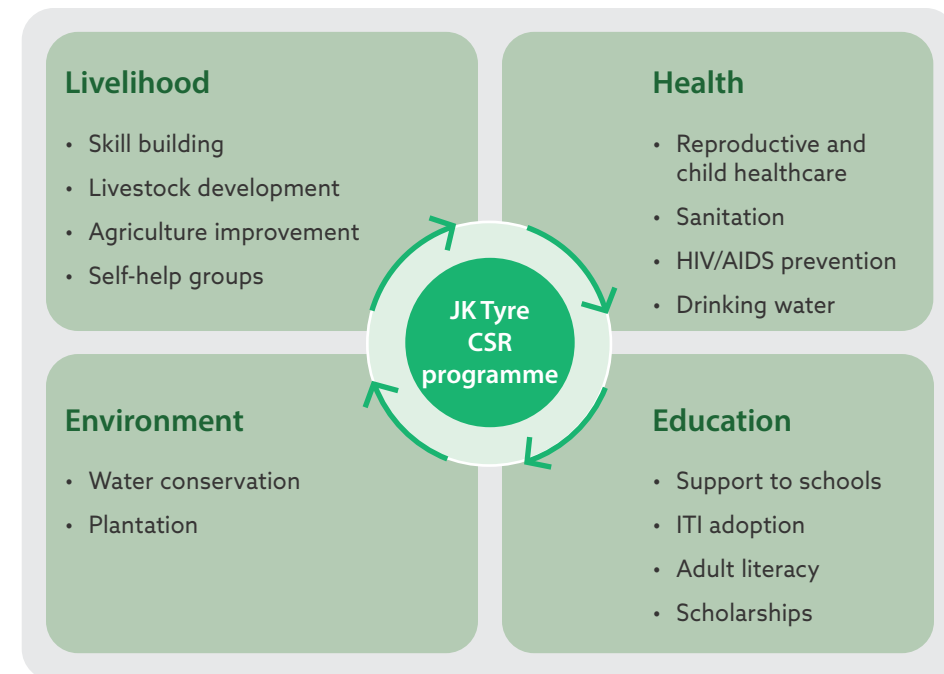 Livelihood
• Skill building
• Livestock development
• Agriculture improvement
• Self-help groups
Health
• Reproductive and
child healthcare
• Sanitation
• HIV/AIDS prevention
• Drinking water
JK Tyre
CSR
programme
Environment
• Water conservation
• Plantation
Education
• Support to schools
• ITI adoption
• Adult literacy
• Scholarships